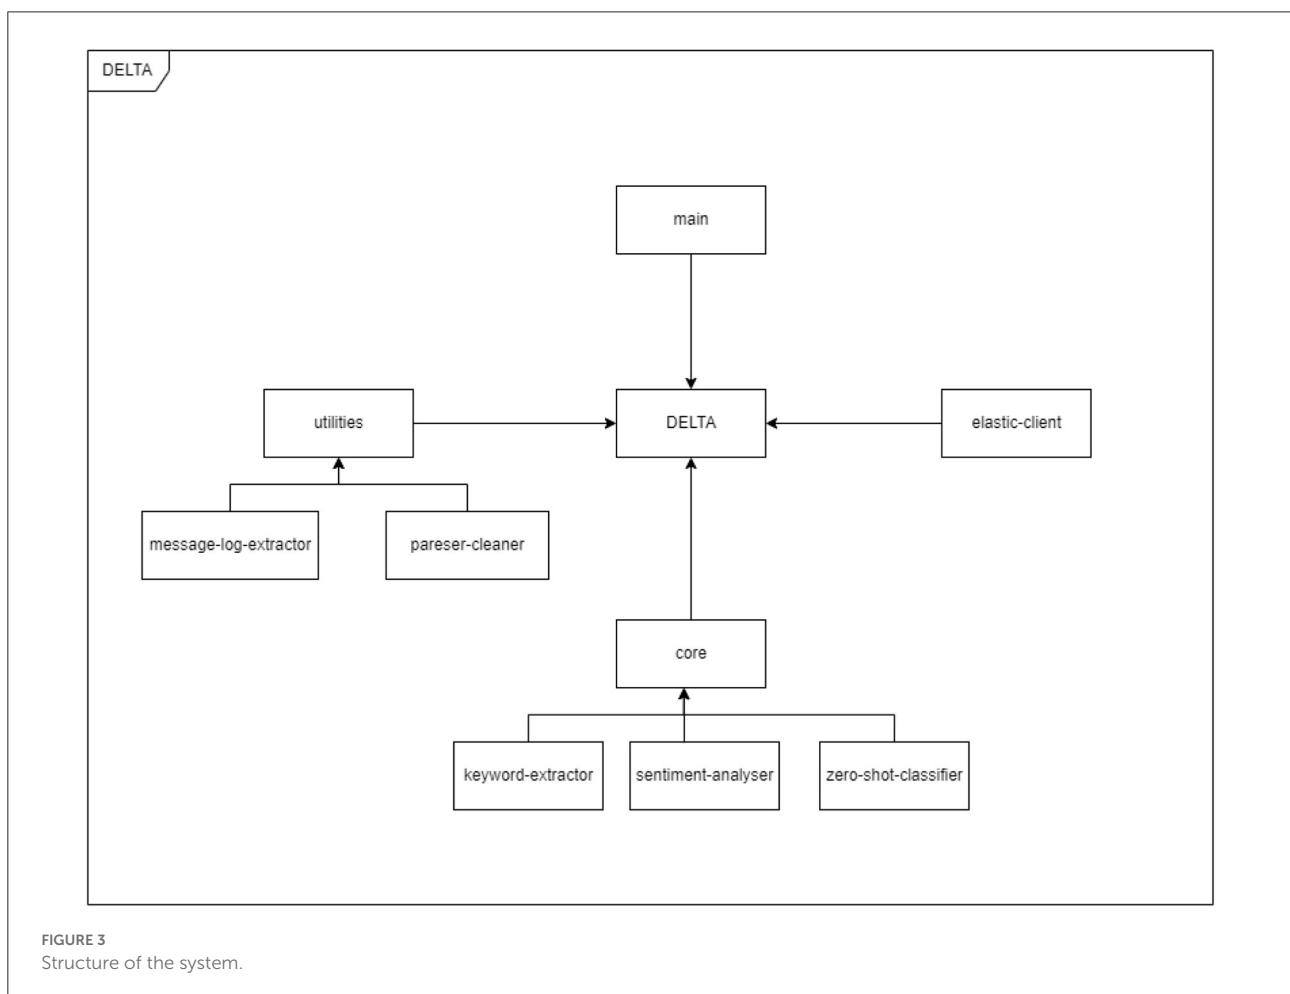 DELTA
main
utilities
DELTA
elastic-client
message-log-extractor
pareser-cleaner
core
keyword-extractor
sentiment-analyser
zero-shot-classifier
FIGURE 3
Structure of the system.